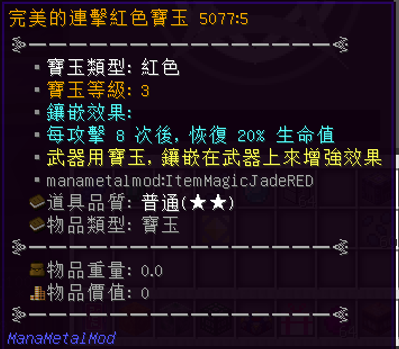 完美的連擊紅色寶玉 5077:5
寶玉類型: 紅色
寶玉等級: 3
鑲嵌效果:
每攻擊 8 次後, 恢復 20% 生命值
武器用寶玉, 鑲嵌在武器上來增強效果
manametalmod:ItemMagicJadeRED
道具品質: 普通(★★)
物品類型: 寶玉
物品重量: 0.0
物品價值: 0
ManaMetalMod